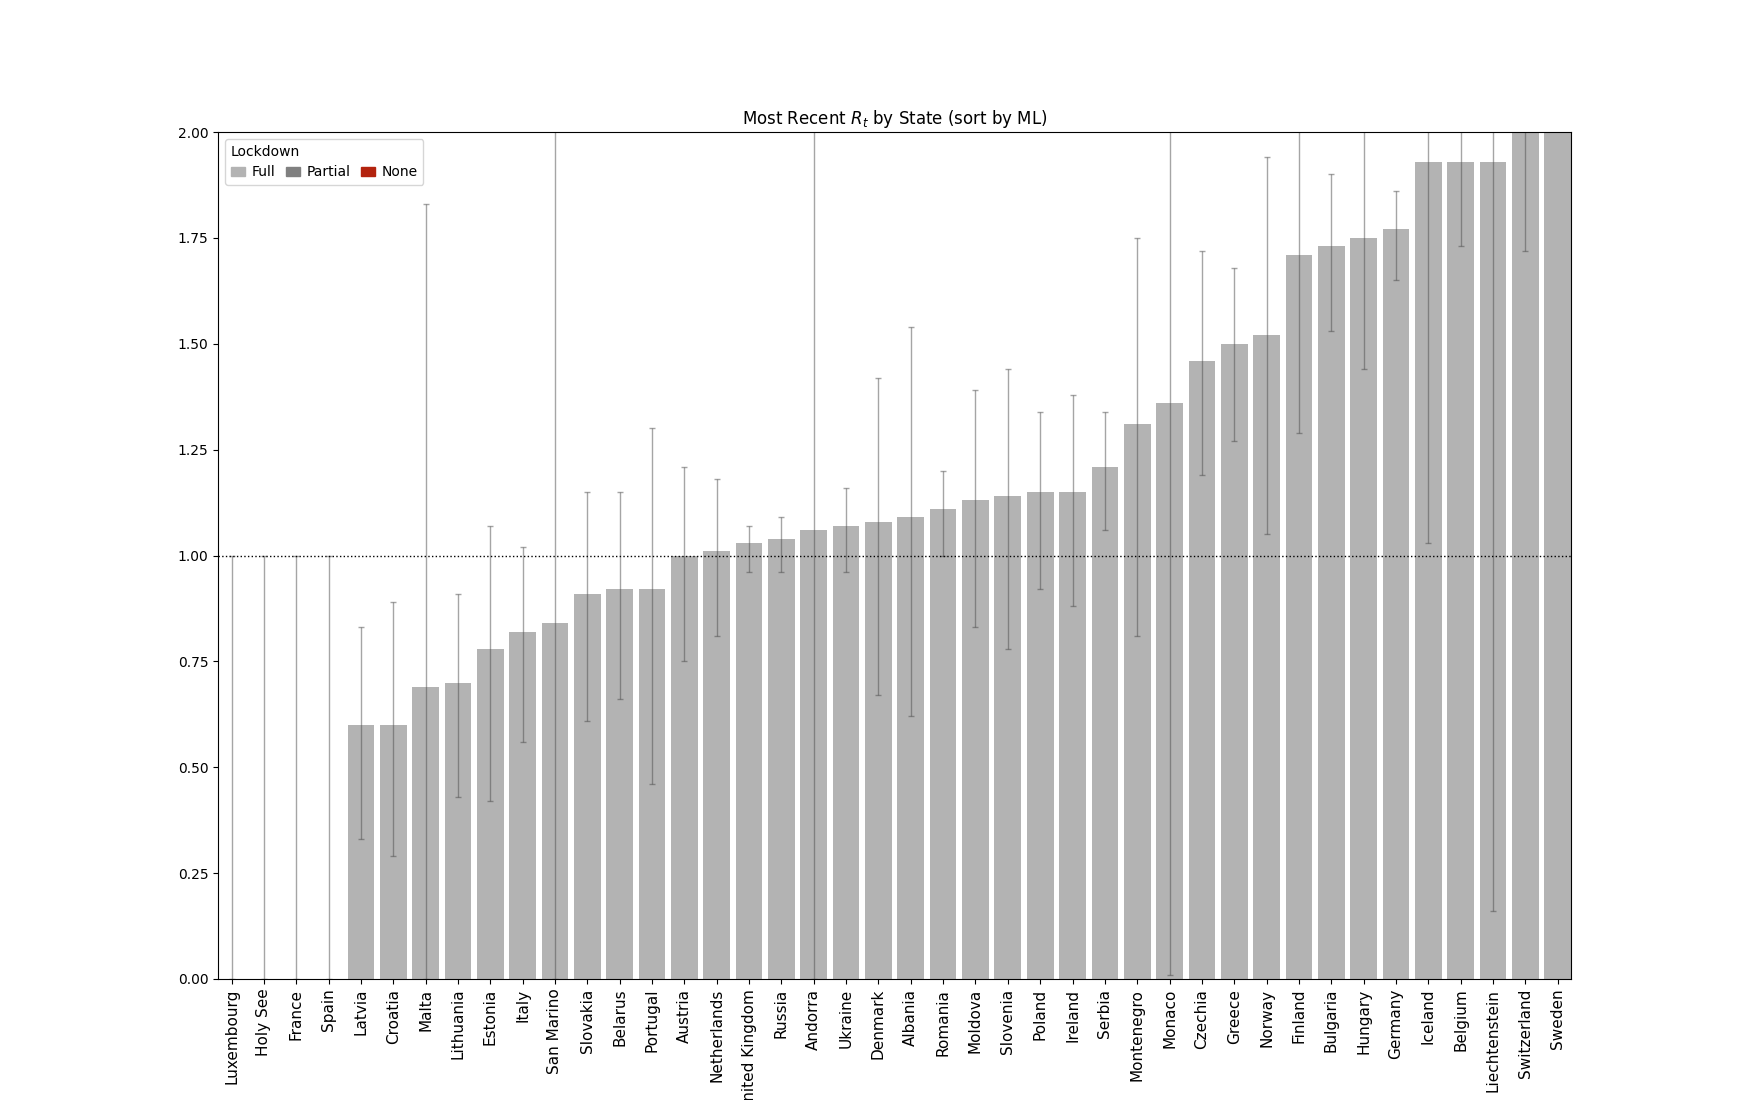 Most Recent R_t by State (sort by ML)
2.00
Lockdown
Full Partial None
1.75
1.50
1.25
1.00
0.75
0.50
0.25
0.00
Luxembourg
Holy See
France
Spain
Latvia
Croatia
Malta
Lithuania
Estonia
Italy
San Marino
Slovakia
Belarus
Portugal
Austria
Netherlands
nited Kingdom
Russia
Andorra
Ukraine
Denmark
Albania
Romania
Moldova
Slovenia
Poland
Ireland
Serbia
Montenegro
Monaco
Czechia
Greece
Norway
Finland
Bulgaria
Hungary
Germany
Iceland
Belgium
Liechtenstein
Switzerland
Sweden